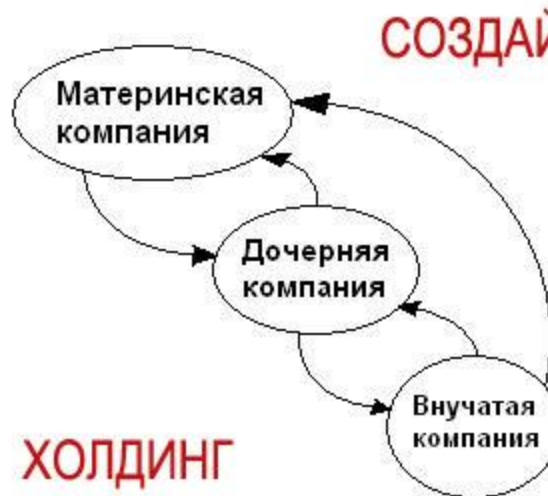 СОЗДАЙ
Материнская
компания
Дочерняя
компания
Внучатая
компания
ХОЛДИНГ